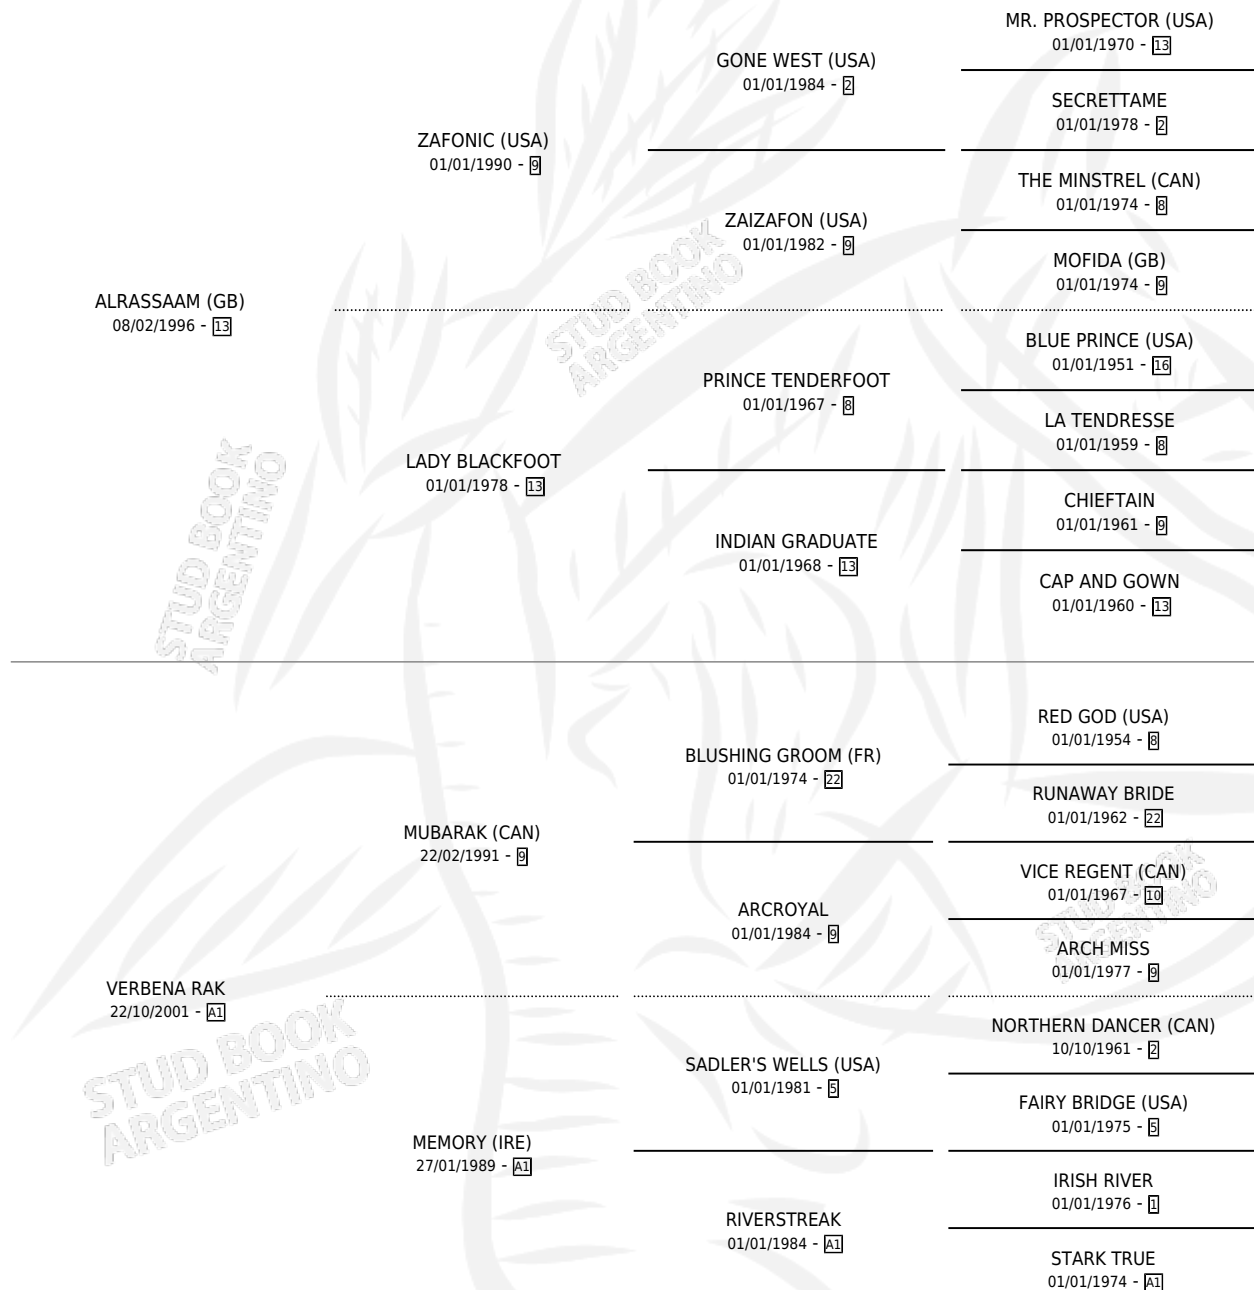 MR. PROSPECTOR (USA)
01/01/1970 - 13
GONE WEST (USA)
01/01/1984 - 2
SECRETTAME
01/01/1978 - 2
ZAFONIC (USA)
01/01/1990 - 9
THE MINSTREL (CAN)
01/01/1974 - 8
ZAIZAFON (USA)
01/01/1982 - 9
MOFIDA (GB)
01/01/1974 - 9
STUD BOOK
ARGENTINO
ALRASSAAM (GB)
08/02/1996 - 13
BLUE PRINCE (USA)
01/01/1951 - 16
PRINCE TENDERFOOT
01/01/1967 - 8
LA TENDRESSE
01/01/1959 - 8
LADY BLACKFOOT
01/01/1978 - 13
CHIEFTAIN
01/01/1961 - 9
INDIAN GRADUATE
01/01/1968 - 13
CAP AND GOWN
01/01/1960 - 13
STUD BOOK
ARGENTINO
RED GOD (USA)
01/01/1954 - 8
BLUSHING GROOM (FR)
01/01/1974 - 22
RUNAWAY BRIDE
01/01/1962 - 22
MUBARAK (CAN)
22/02/1991 - 9
VICE REGENT (CAN)
01/01/1967 - 10
ARCROYAL
01/01/1984 - 9
STUD BOOK
ARGENTINO
ARCH MISS
01/01/1977 - 9
VERBENA RAK
22/10/2001 - A1
NORTHERN DANCER (CAN)
10/10/1961 - 2
STUD BOOK
ARGENTINO
SADLER'S WELLS (USA)
01/01/1981 - 5
FAIRY BRIDGE (USA)
01/01/1975 - 5
MEMORY (IRE)
27/01/1989 - A1
IRISH RIVER
01/01/1976 - 1
RIVERSTREAK
01/01/1984 - A1
STARK TRUE
01/01/1974 - A1